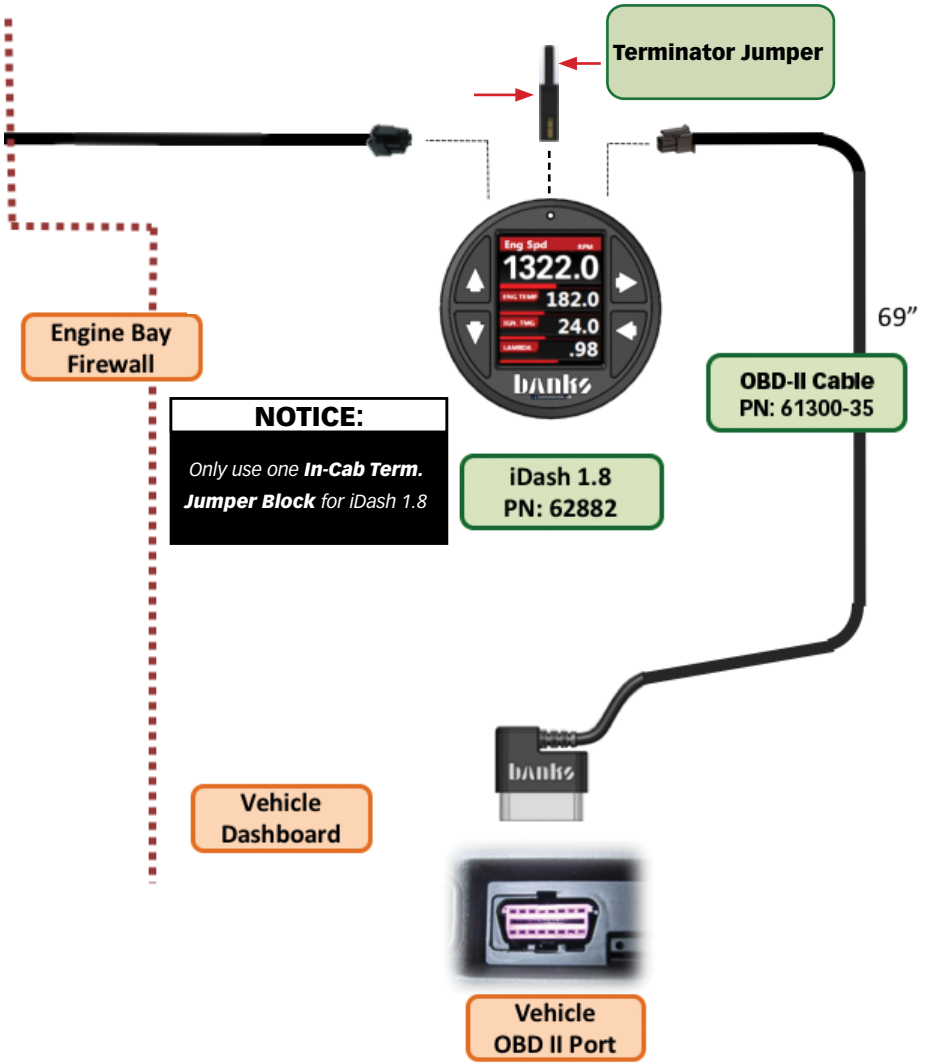 Terminator Jumper
Eng Spd RPM
1322.0
ENG TEMP 182.0
IGN. TMG 24.0
LAMBDA .98
banks
69”
Engine Bay
Firewall
OBD-II Cable
PN: 61300-35
NOTICE:
Only use one In-Cab Term.
Jumper Block for iDash 1.8
iDash 1.8
PN: 62882
banks
Vehicle
Dashboard
Vehicle
OBD II Port